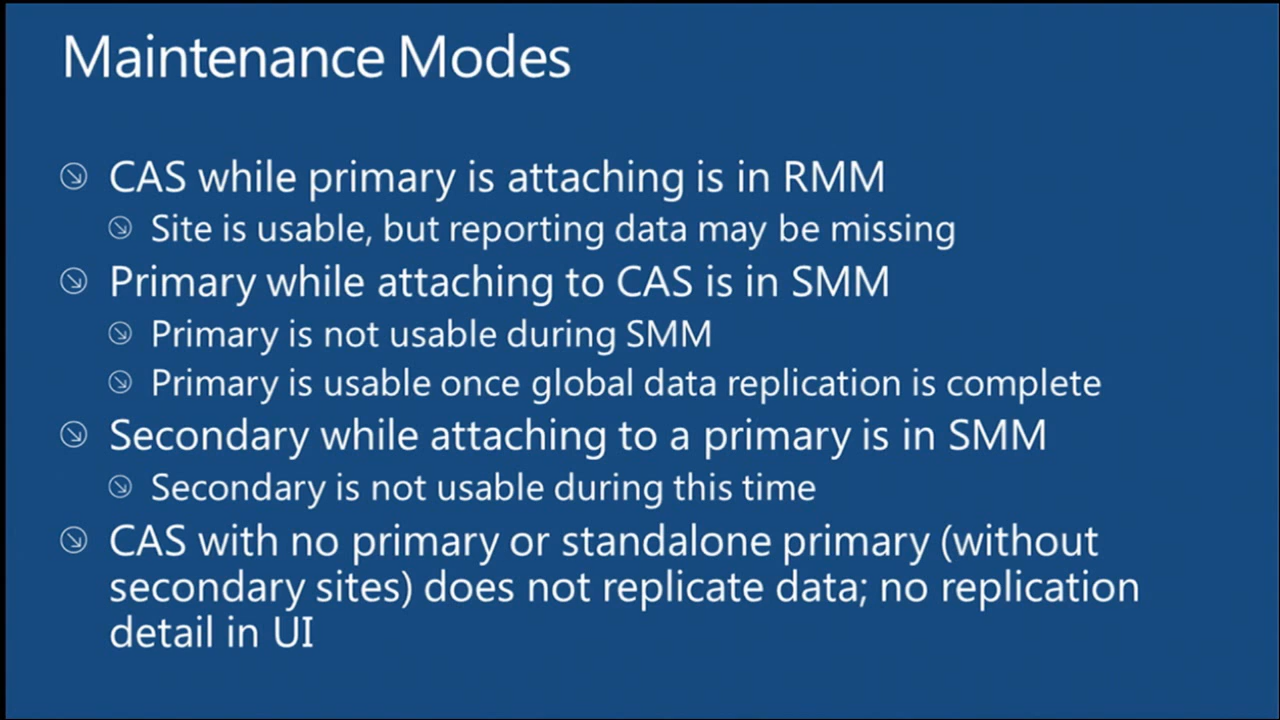 Maintenance Modes
CAS while primary is attaching is in RMM
Site is usable, but reporting data may be missing
Primary while attaching to CAS is in SMM
Primary is not usable during SMM
Primary is usable once global data replication is complete
Secondary while attaching to a primary is in SMM
Secondary is not usable during this time
CAS with no primary or standalone primary (without
secondary sites) does not replicate data; no replication
detail in UI